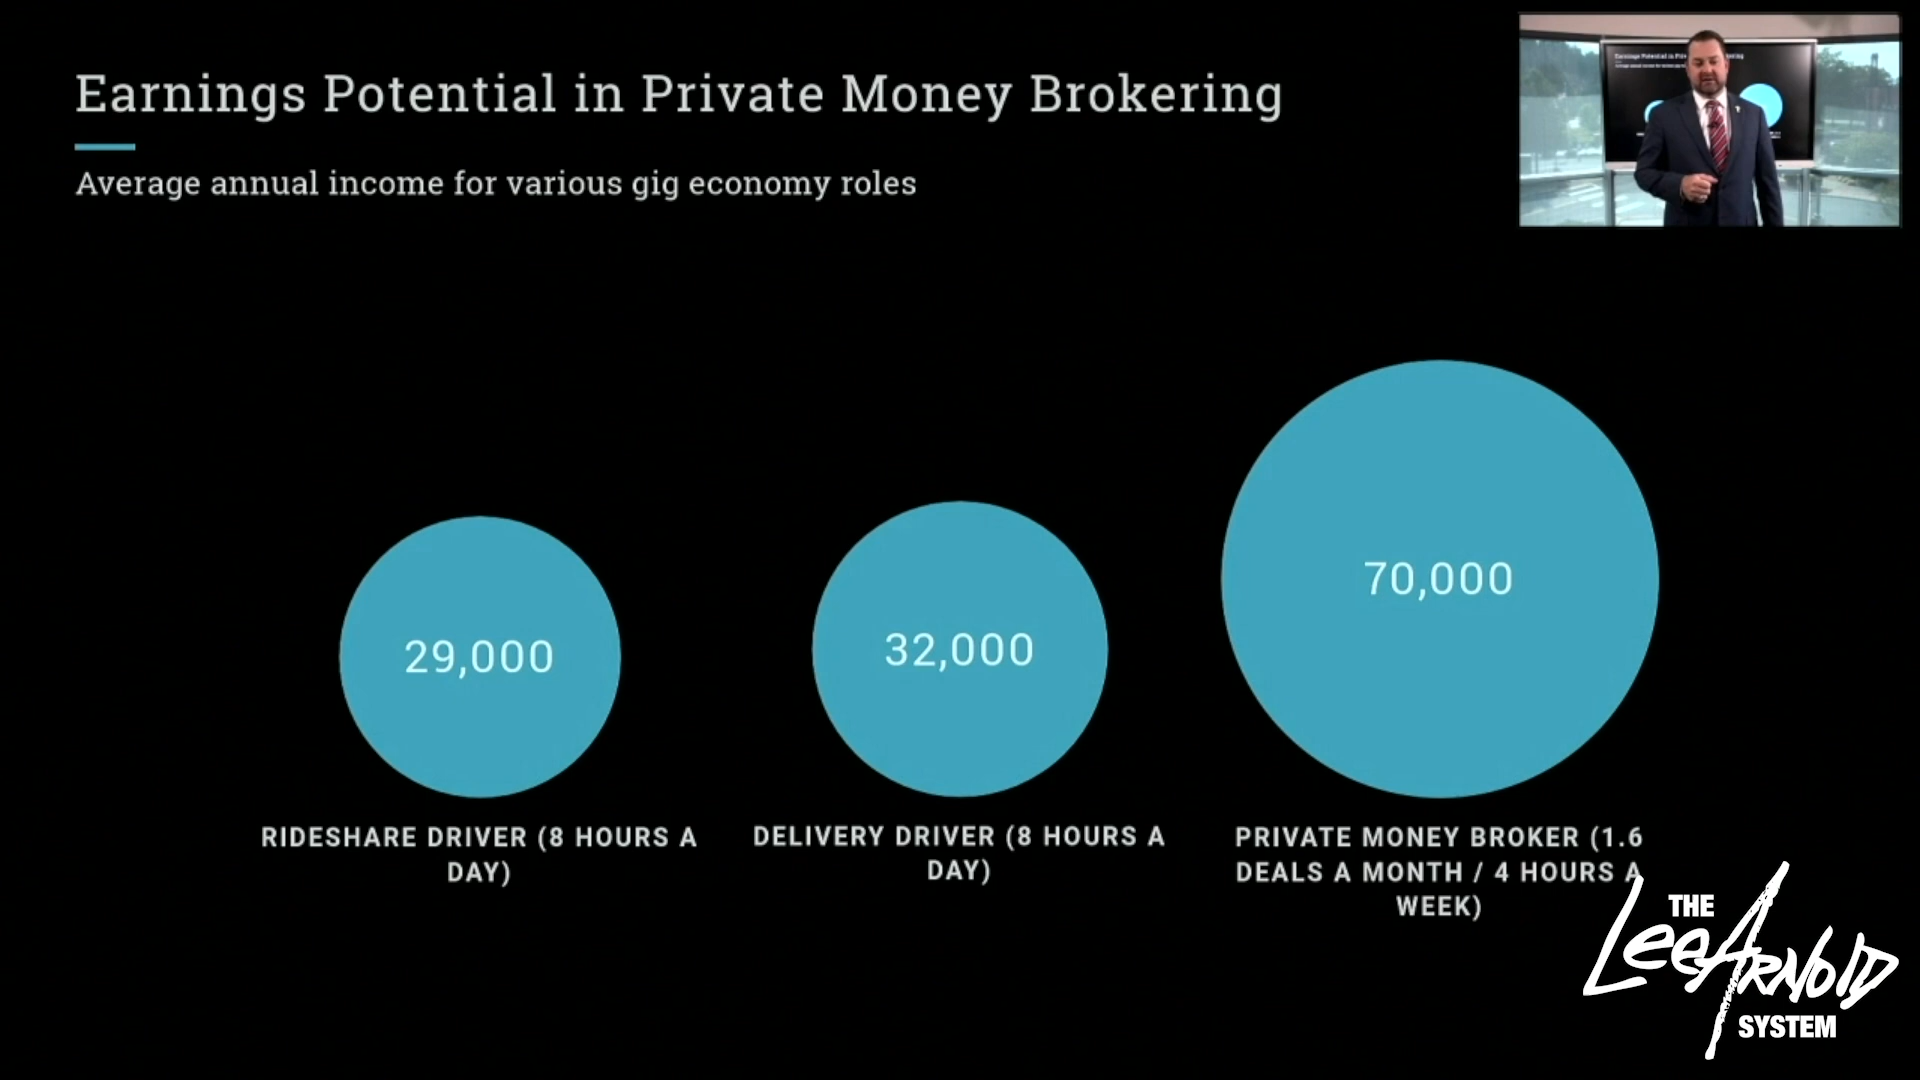 Earnings Potential in Private Money Brokering
Average annual income for various gig economy roles
29,000
32,000
70,000
RIDESHARE DRIVER (8 HOURS A
DAY)
DELIVERY DRIVER (8 HOURS A
DAY)
PRIVATE MONEY BROKER (1.6
DEALS A MONTH / 4 HOURS A
WEEK)
THE
Lee Arnold
SYSTEM